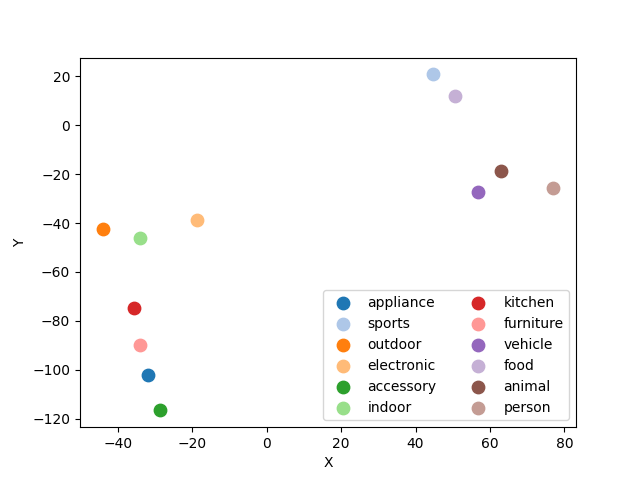 20
0
−20
−40
−60
−80
−100
−120
Y
appliance
sports
outdoor
electronic
accessory
indoor
kitchen
furniture
vehicle
food
animal
person
−40
−20
0
20
40
60
80
X